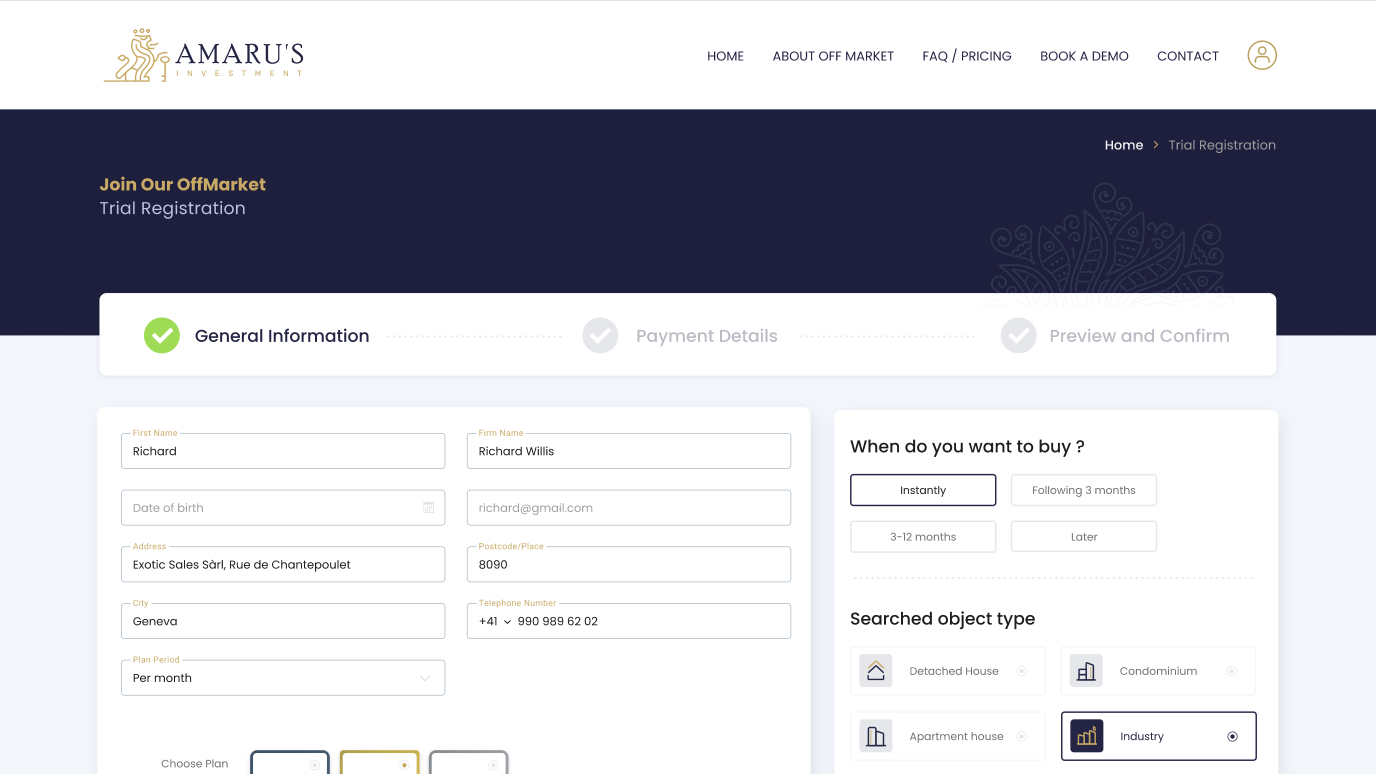 AMARU'S
INVESTMENT
HOME ABOUT OFF MARKET FAQ / PRICING BOOK A DEMO CONTACT
Home > Trial Registration
Join Our OffMarket
Trial Registration
General Information Payment Details Preview and Confirm
First Name
Richard
Firm Name
Richard Willis
Date of birth
richard@gmail.com
Address
Exotic Sales Sàrl, Rue de Chantepoulet
Postcode/Place
8090
City
Geneva
Telephone Number
+41 990 989 62 02
Plan Period
Per month
Choose Plan
When do you want to buy ?
Instantly Following 3 months
3-12 months Later
Searched object type
Detached House Condominium
Apartment house Industry